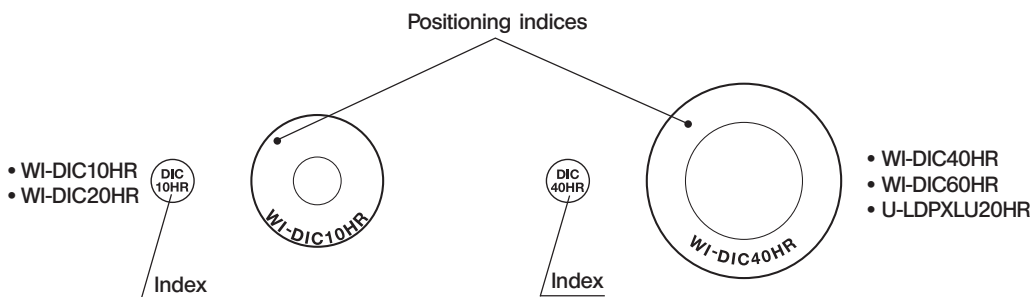 Positioning indices
• WI-DIC10HR
• WI-DIC20HR
DIC
10HR
WI-DIC10HR
Index
DIC
40HR
WI-DIC40HR
Index
• WI-DIC40HR
• WI-DIC60HR
• U-LDPXLU20HR